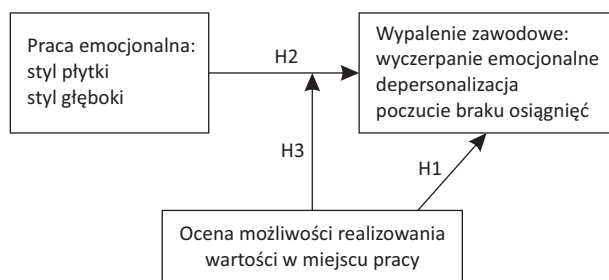 Praca emocjonalna:
styl płytki
styl głęboki
H2
Wypalenie zawodowe:
wyczerpanie emocjonalne
depersonalizacja
poczucie braku osiągnięć
H3
H1
Ocena możliwości realizowania
wartości w miejscu pracy